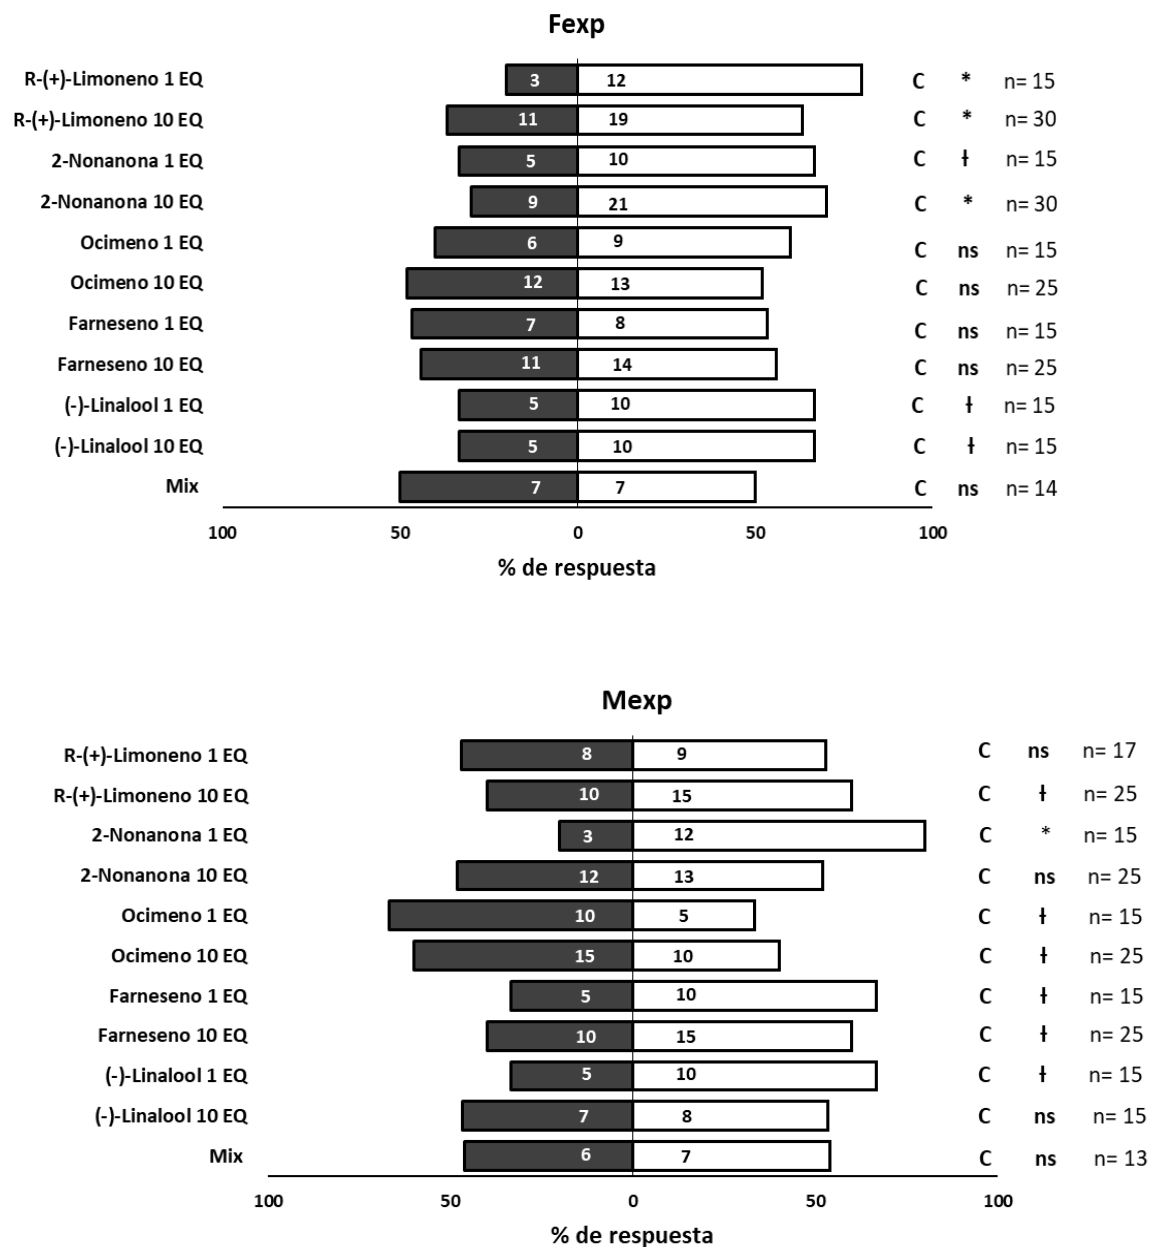 Fexp
R-(+)-Limoneno 1 EQ 3 12 C * n= 15
R-(+)-Limoneno 10 EQ 11 19 C * n= 30
2-Nonanona 1 EQ 5 10 C ƚ n= 15
2-Nonanona 10 EQ 9 21 C * n= 30
Ocimeno 1 EQ 6 9 C ns n= 15
Ocimeno 10 EQ 12 13 C ns n= 25
Farneseno 1 EQ 7 8 C ns n= 15
Farneseno 10 EQ 11 14 C ns n= 25
(-)-Linalool 1 EQ 5 10 C ƚ n= 15
(-)-Linalool 10 EQ 5 10 C ƚ n= 15
Mix 7 7 C ns n= 14
100 50 0 50 100
% de respuesta
Mexp
R-(+)-Limoneno 1 EQ 8 9 C ns n= 17
R-(+)-Limoneno 10 EQ 10 15 C ƚ n= 25
2-Nonanona 1 EQ 3 12 C * n= 15
2-Nonanona 10 EQ 12 13 C ns n= 25
Ocimeno 1 EQ 10 5 C ƚ n= 15
Ocimeno 10 EQ 15 10 C ƚ n= 25
Farneseno 1 EQ 5 10 C ƚ n= 15
Farneseno 10 EQ 10 15 C ƚ n= 25
(-)-Linalool 1 EQ 5 10 C ƚ n= 15
(-)-Linalool 10 EQ 7 8 C ns n= 15
Mix 6 7 C ns n= 13
100 50 0 50 100
% de respuesta